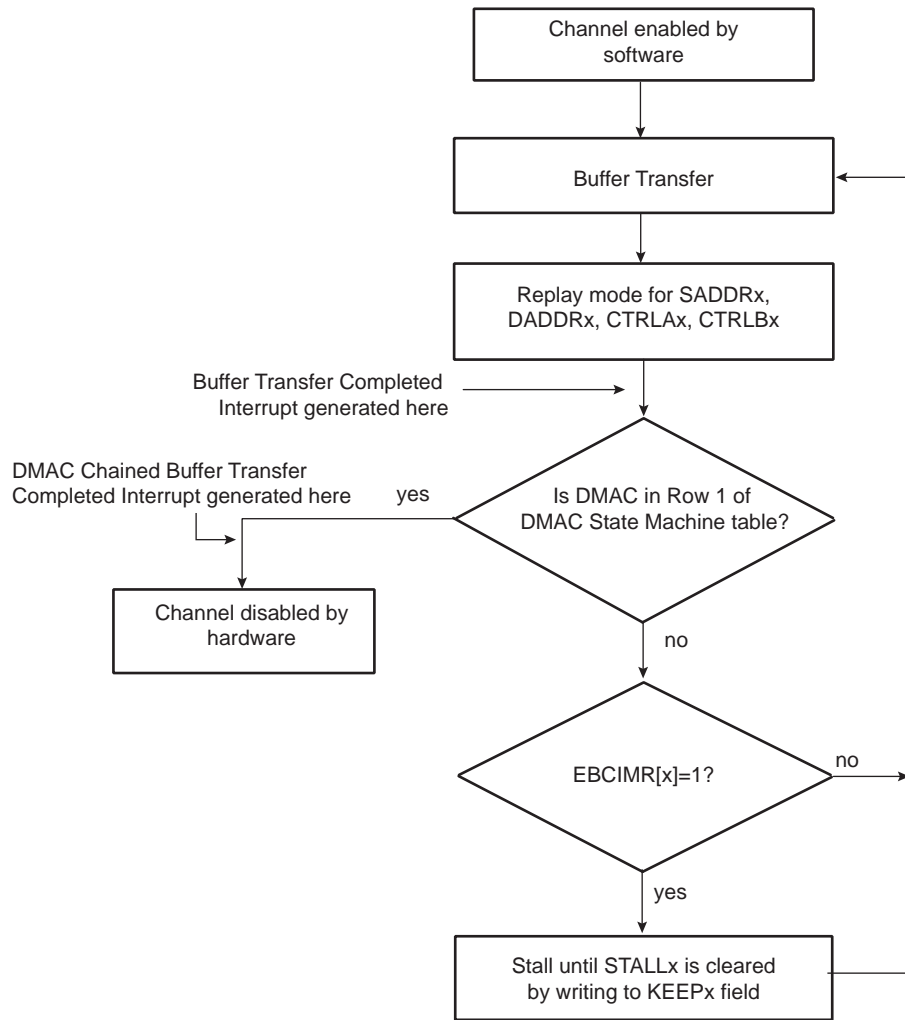 Channel enabled by
software
Buffer Transfer
Replay mode for SADDRx,
DADDRx, CTRLAx, CTRLBx
Buffer Transfer Completed
Interrupt generated here
DMAC Chained Buffer Transfer
Completed Interrupt generated here
yes
Is DMAC in Row 1 of
DMAC State Machine table?
Channel disabled by
hardware
no
EBCIMR[x]=1?
no
yes
Stall until STALLx is cleared
by writing to KEEPx field